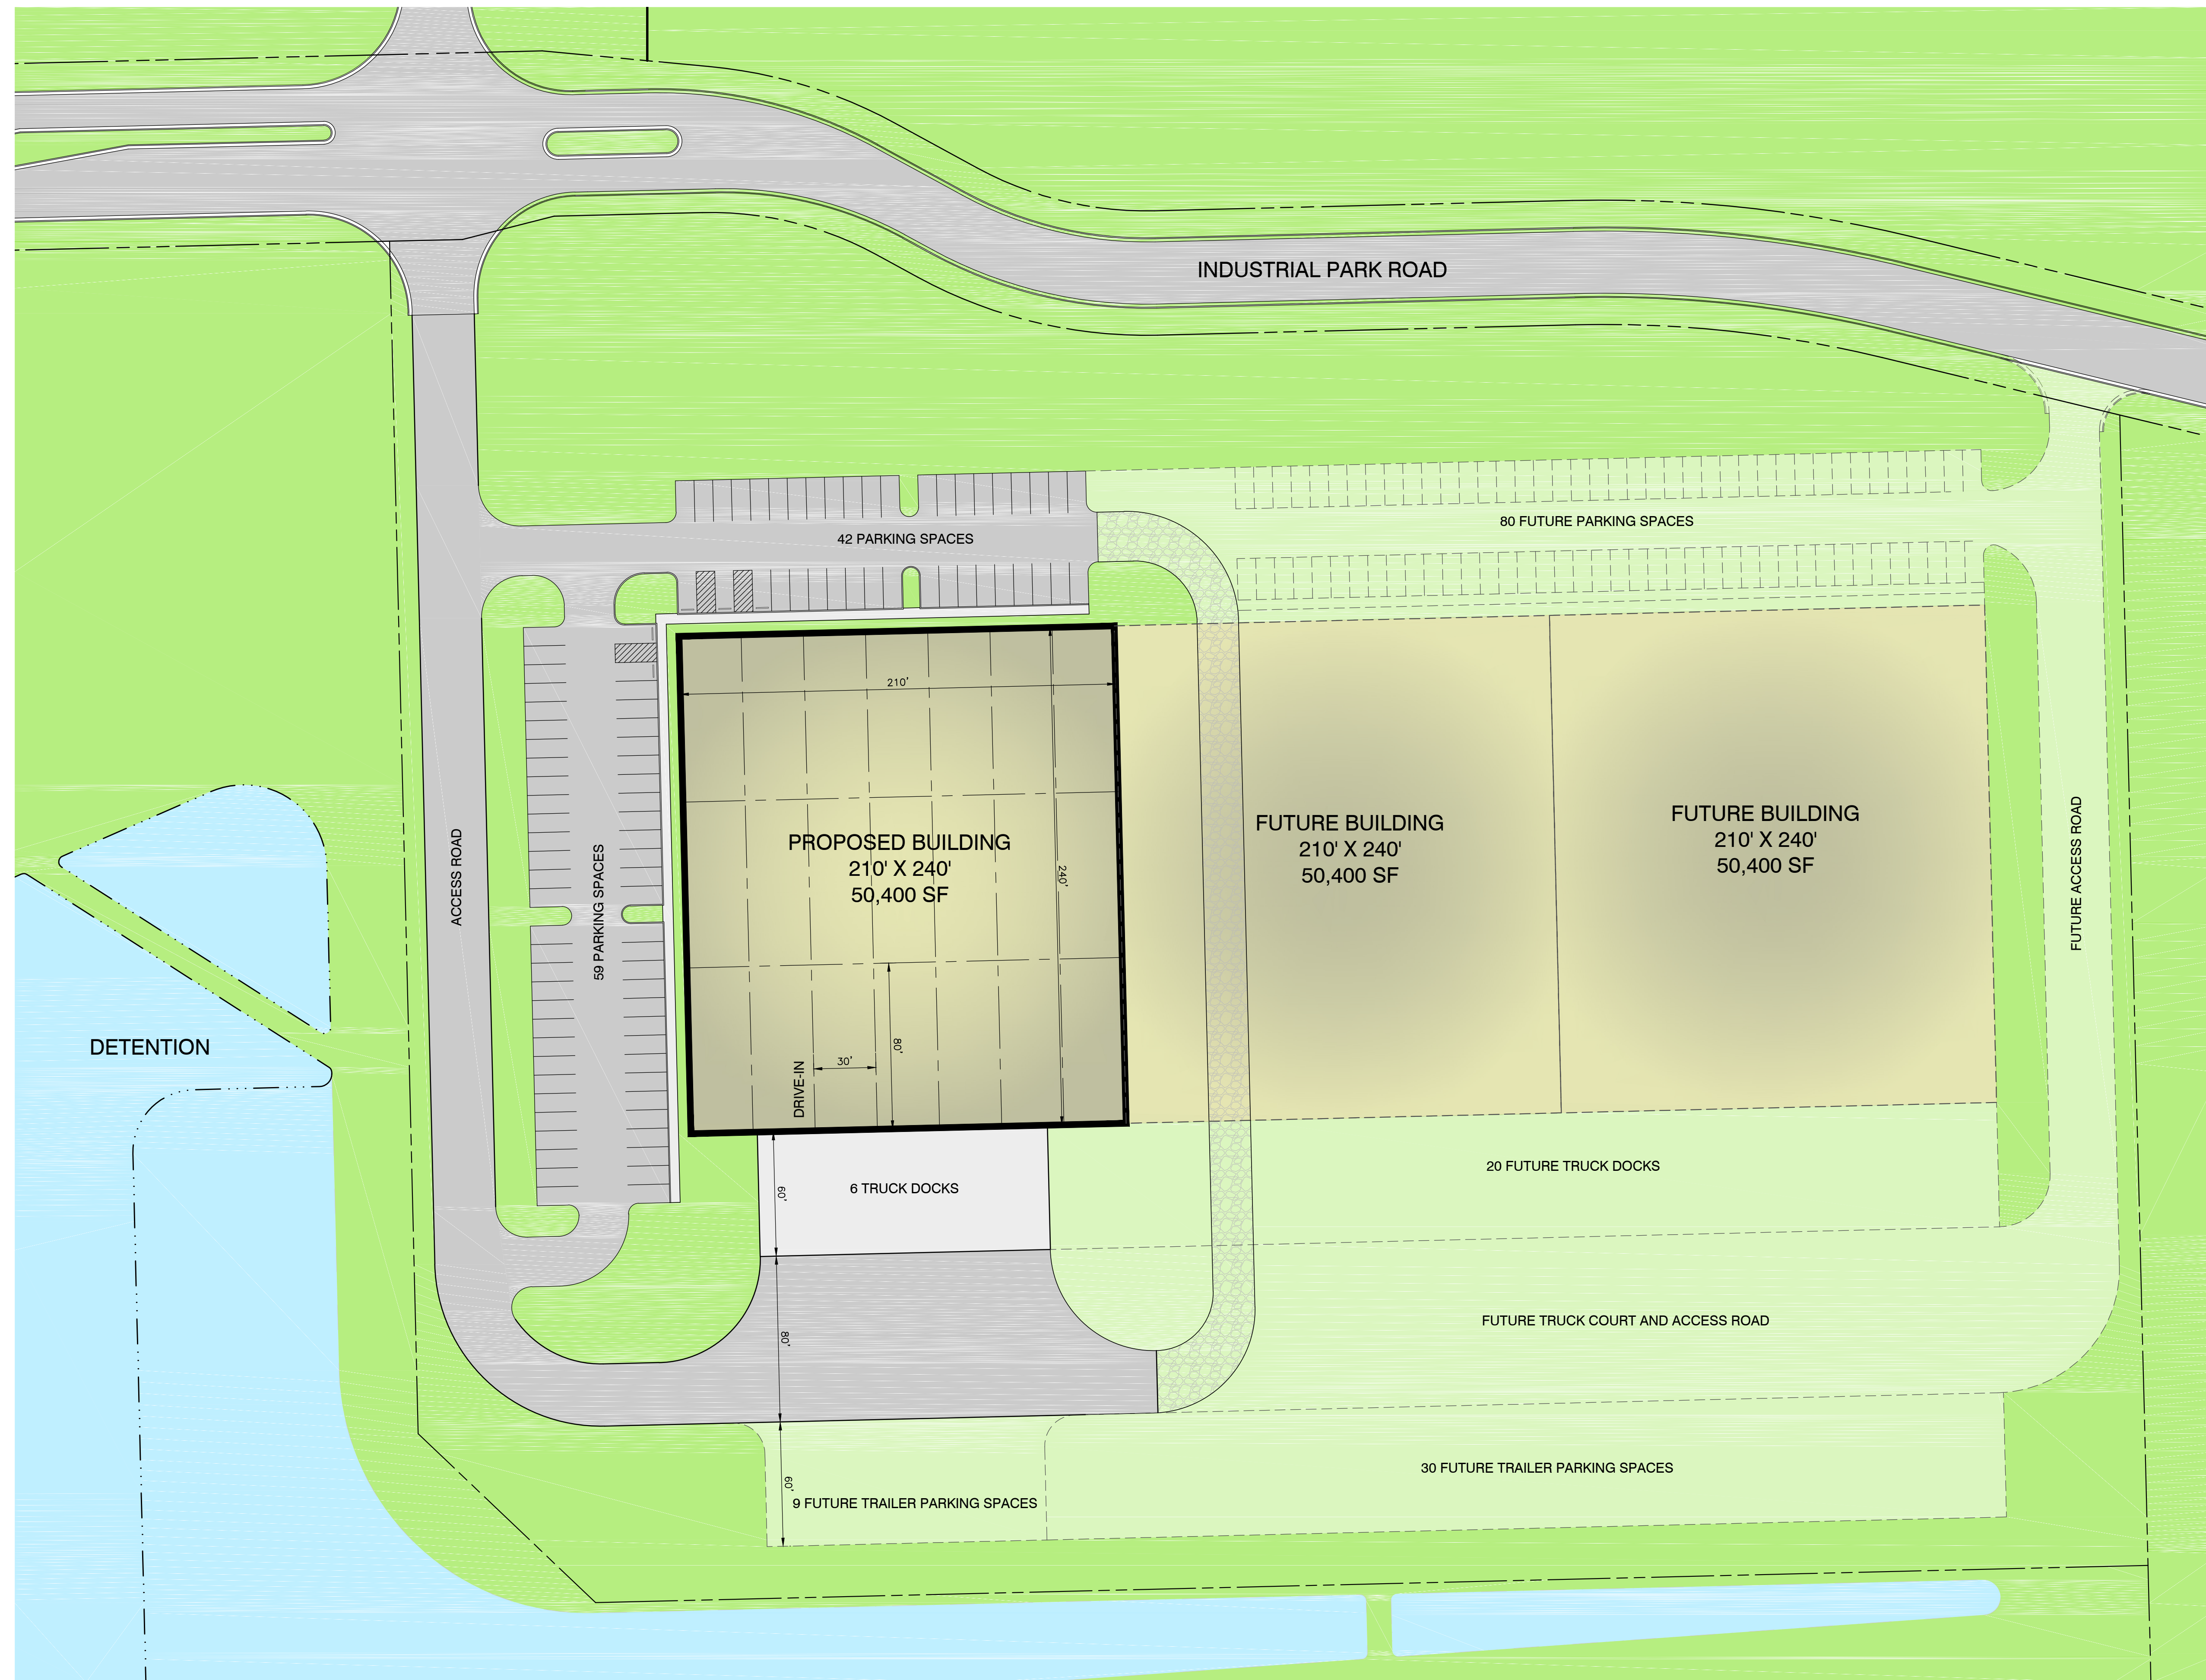 INDUSTRIAL PARK ROAD
80 FUTURE PARKING SPACES
42 PARKING SPACES
210'
PROPOSED BUILDING
210' X 240'
50,400 SF
240'
FUTURE BUILDING
210' X 240'
50,400 SF
FUTURE BUILDING
210' X 240'
50,400 SF
ACCESS ROAD
59 PARKING SPACES
FUTURE ACCESS ROAD
DETENTION
DRIVE-IN
30'
80'
60'
6 TRUCK DOCKS
20 FUTURE TRUCK DOCKS
80'
FUTURE TRUCK COURT AND ACCESS ROAD
60'
9 FUTURE TRAILER PARKING SPACES
30 FUTURE TRAILER PARKING SPACES